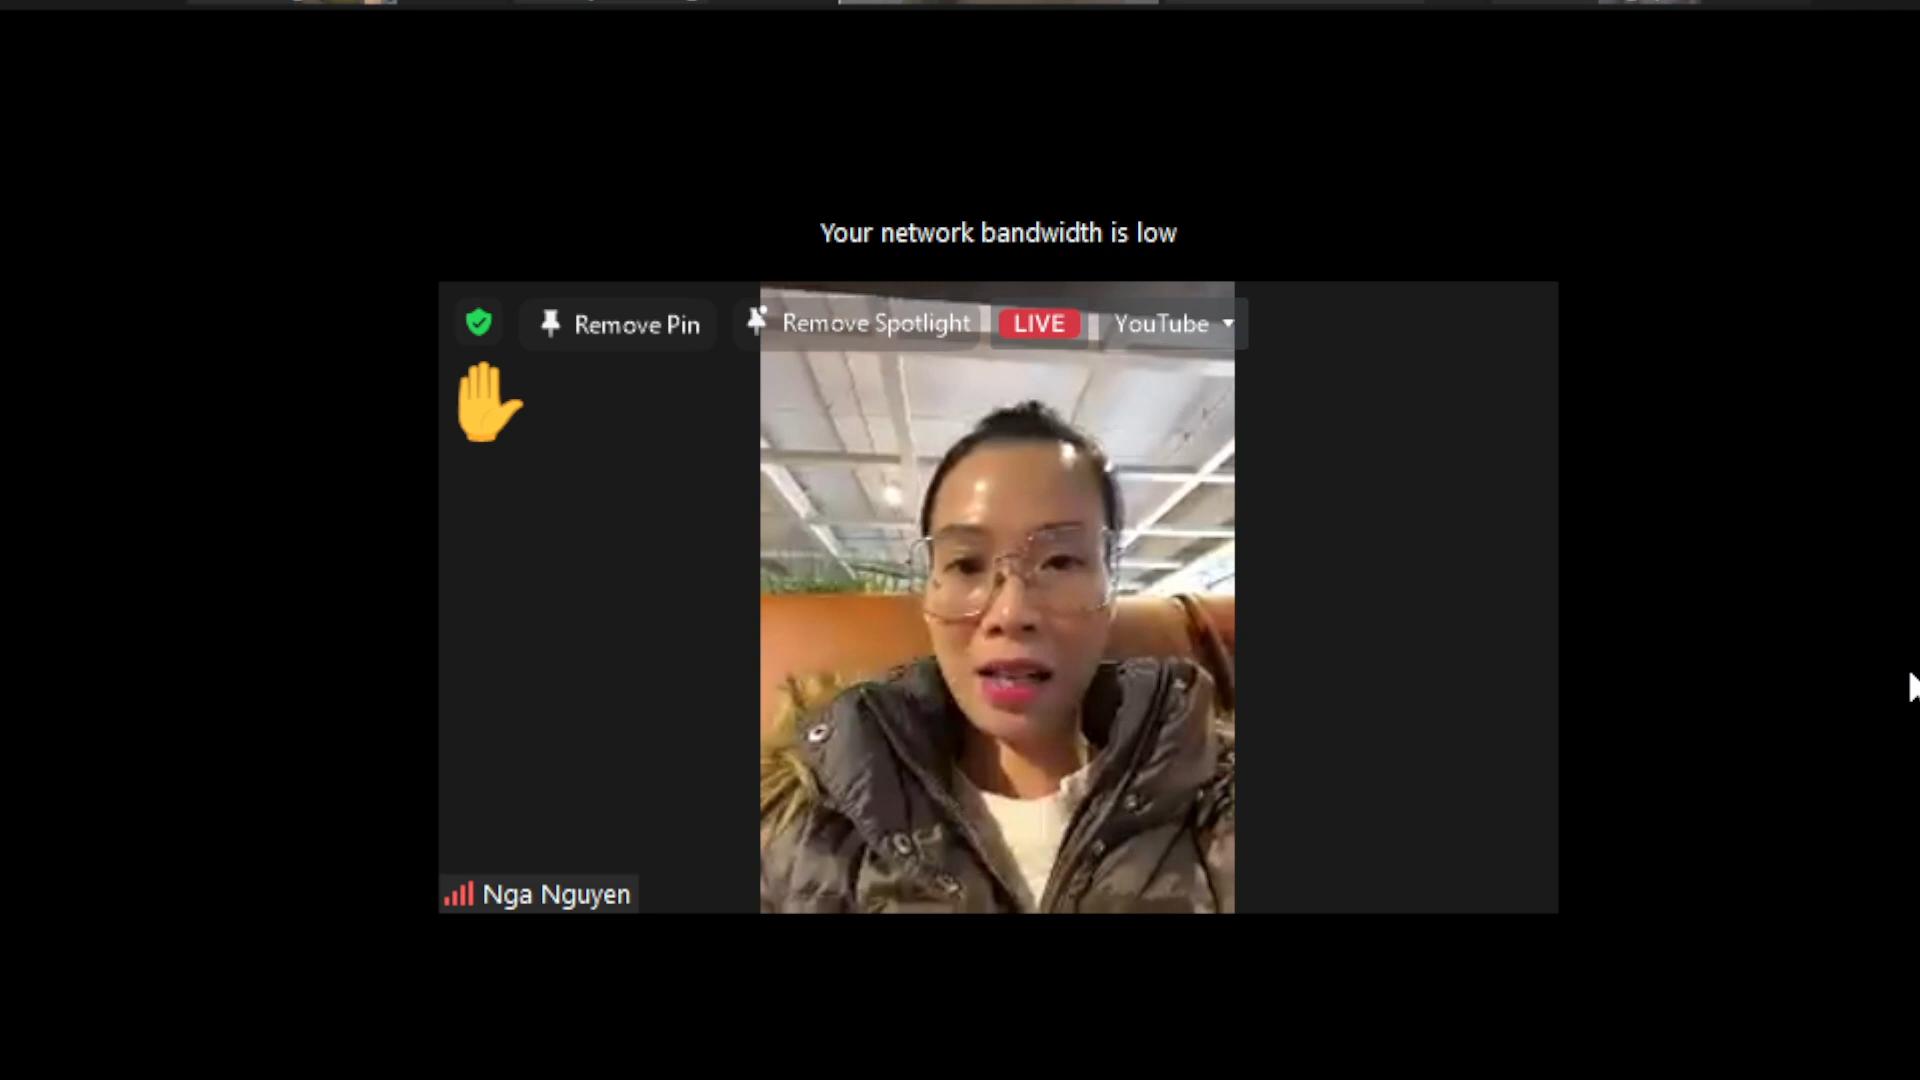 Your network bandwidth is low
Remove Pin
Remove Spotlight
LIVE
YouTube
Nga Nguyen